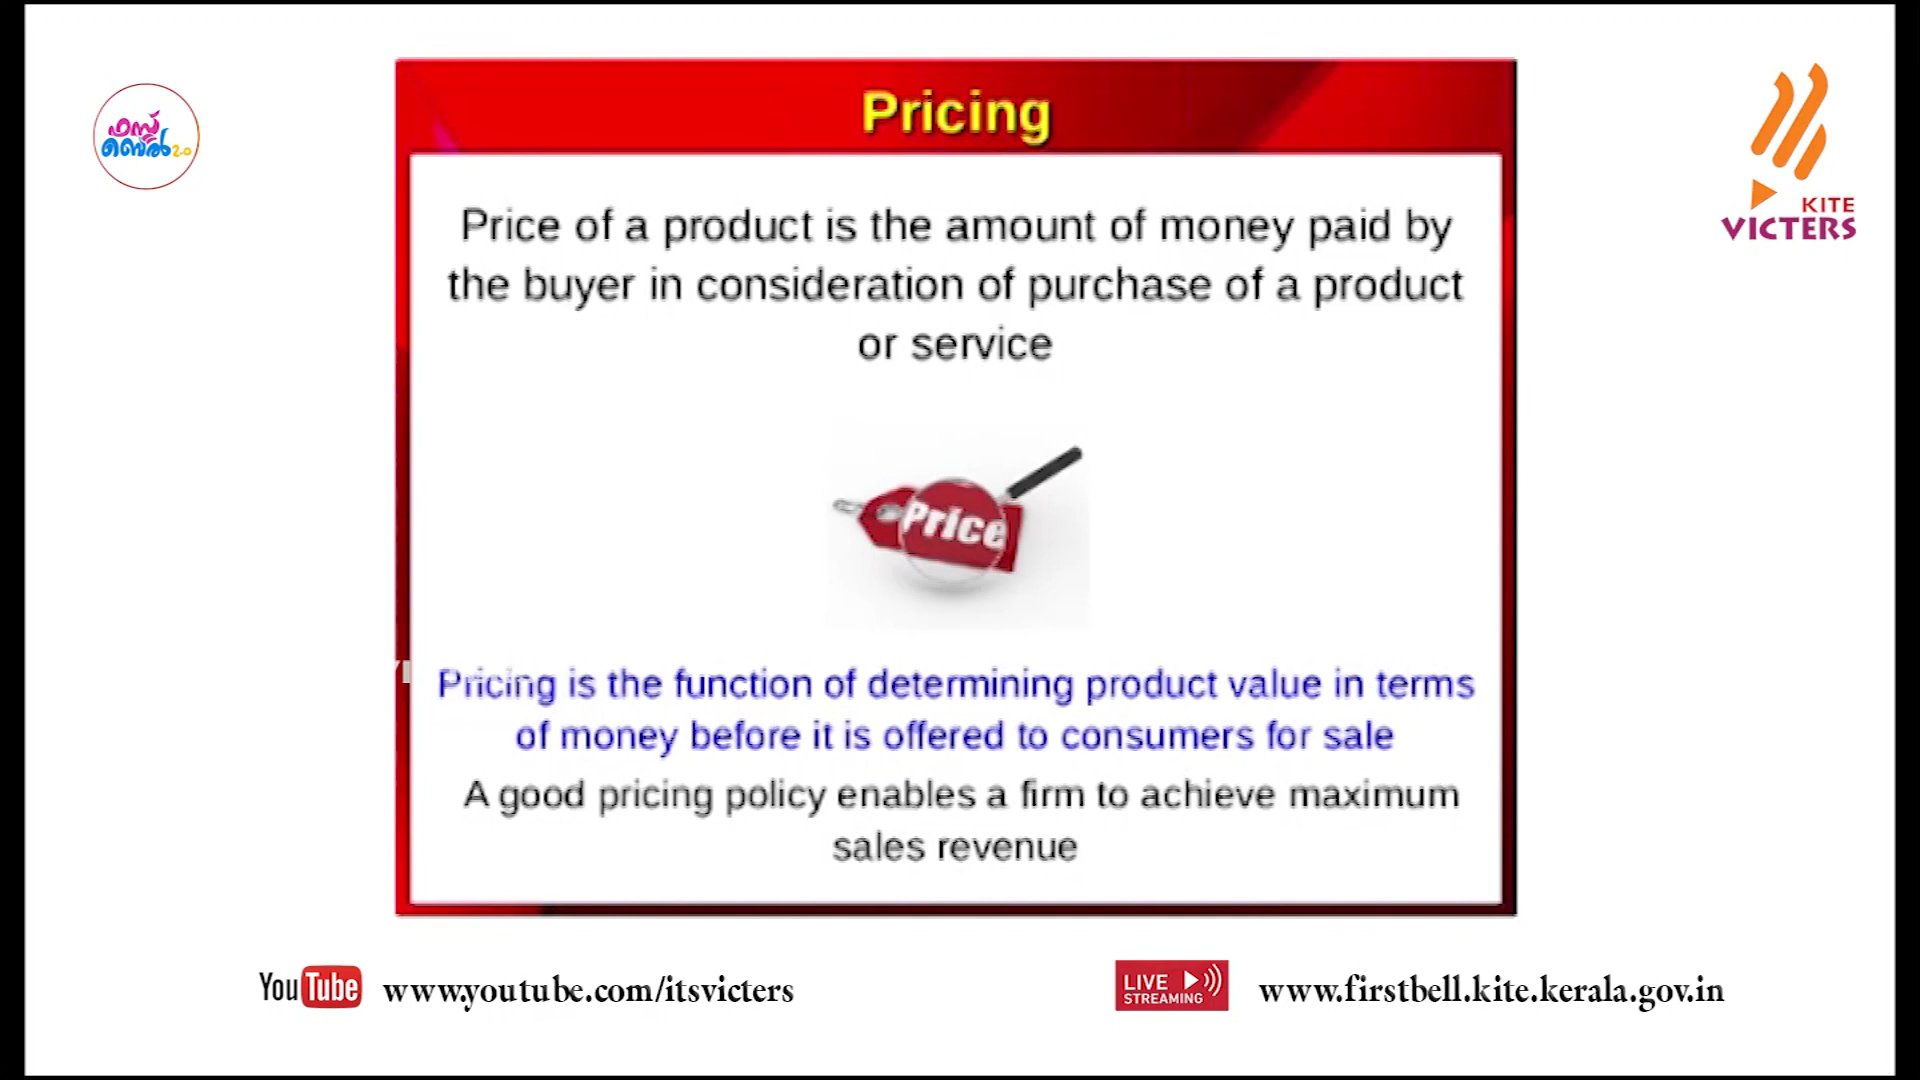 Pricing
ഫസ്റ്റ്
ബെൽ 2.0
KITE
VICTERS
Price of a product is the amount of money paid by
the buyer in consideration of purchase of a product
or service
Price
Pricing is the function of determining product value in terms
of money before it is offered to consumers for sale
A good pricing policy enables a firm to achieve maximum
sales revenue
YouTube www.youtube.com/itsvicters
LIVE
STREAMING
www.firstbell.kite.kerala.gov.in